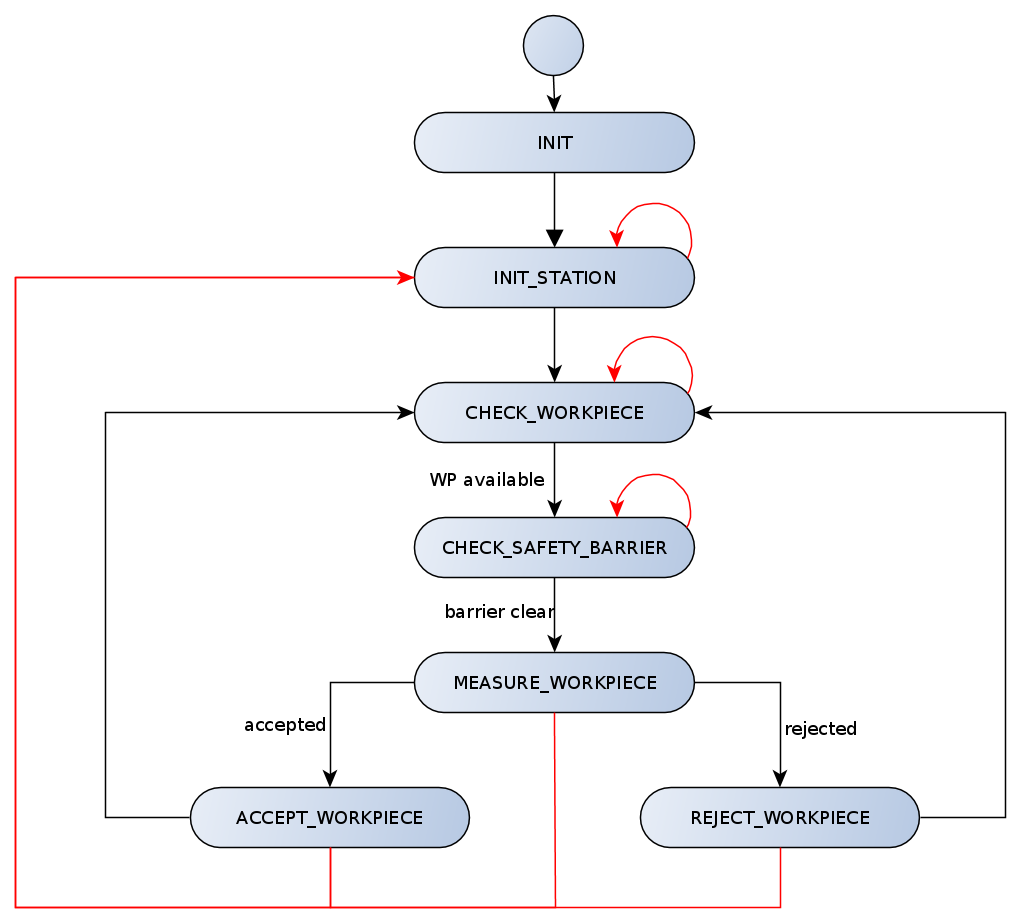 INIT
INIT_STATION
CHECK_WORKPIECE
WP available
CHECK_SAFETY_BARRIER
barrier clear
MEASURE_WORKPIECE
accepted
rejected
ACCEPT_WORKPIECE
REJECT_WORKPIECE